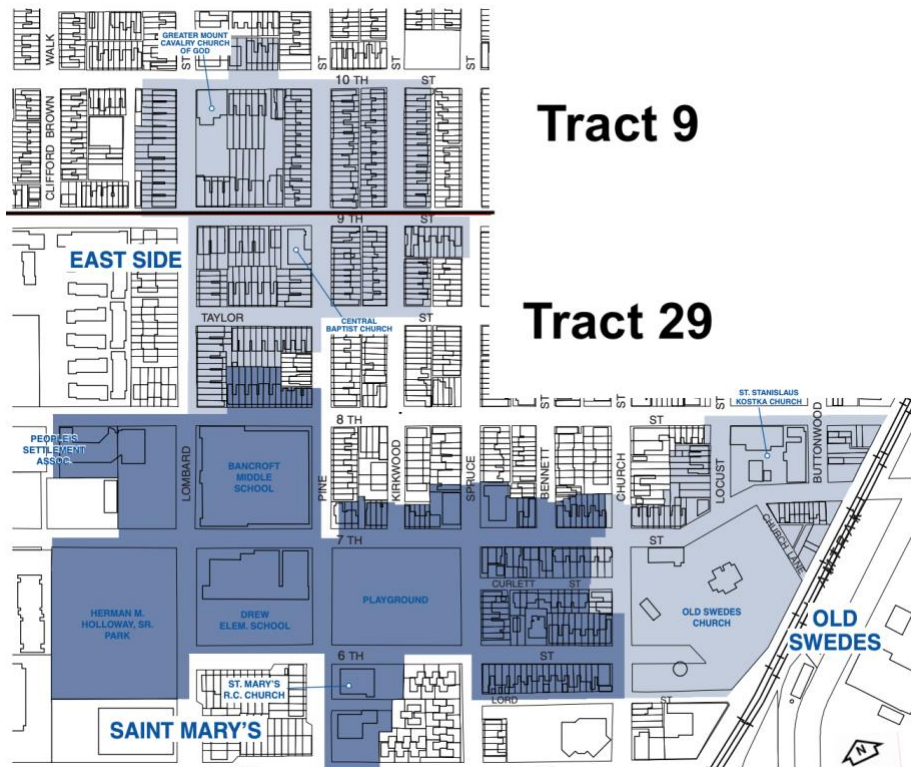 WALK
ST
GREATER MOUNT
CAVALRY CHURCH
OF GOD
ST
ST
ST
10 TH
ST
CLIFFORD BROWN
Tract 9
9 TH
ST
EAST SIDE
CENTRAL
BAPTIST CHURCH
TAYLOR
ST
Tract 29
ST
ST
ST. STANISLAUS
KOSTKA CHURCH
ST
8 TH
ST
PEOPLE'S
SETTLEMENT
ASSOC.
LOMBARD
BANCROFT
MIDDLE
SCHOOL
PINE
KIRKWOOD
SPRUCE
BENNETT
CHURCH
LOCUST
BUTTONWOOD
7 TH
ST
CHURCH LANE
AMTRAK
CURLETT
ST
HERMAN M.
HOLLOWAY, SR.
PARK
DREW
ELEM. SCHOOL
PLAYGROUND
OLD SWEDES
CHURCH
OLD
SWEDES
6 TH
ST
ST. MARY'S
R.C. CHURCH
LORD
ST
SAINT MARY'S
N